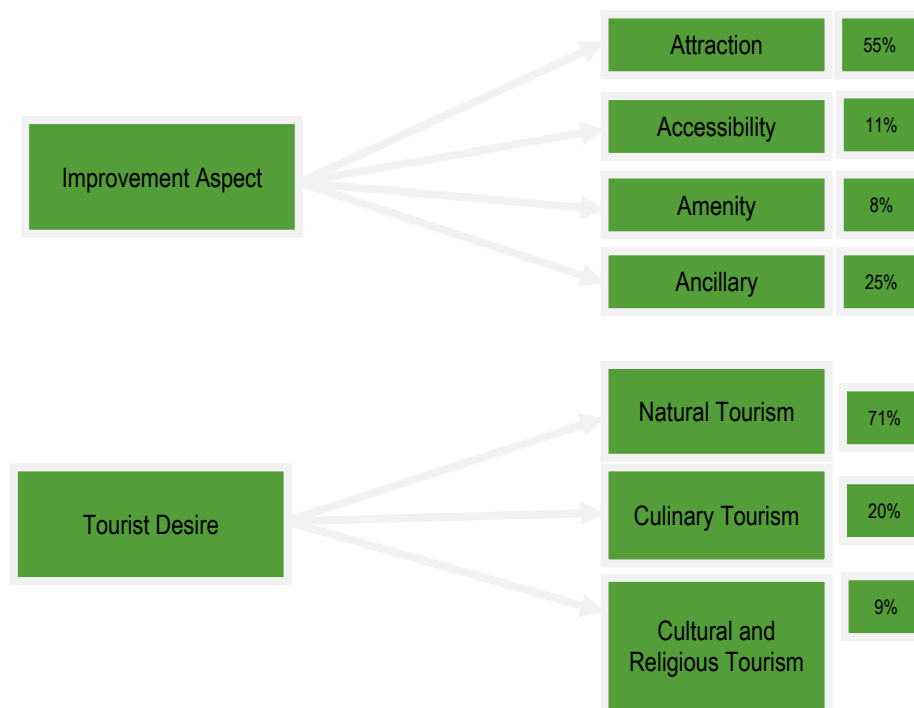 Improvement Aspect
Attraction
55%
Accessibility
11%
Amenity
8%
Ancillary
25%
Tourist Desire
Natural Tourism
71%
Culinary Tourism
20%
Cultural and
Religious Tourism
9%